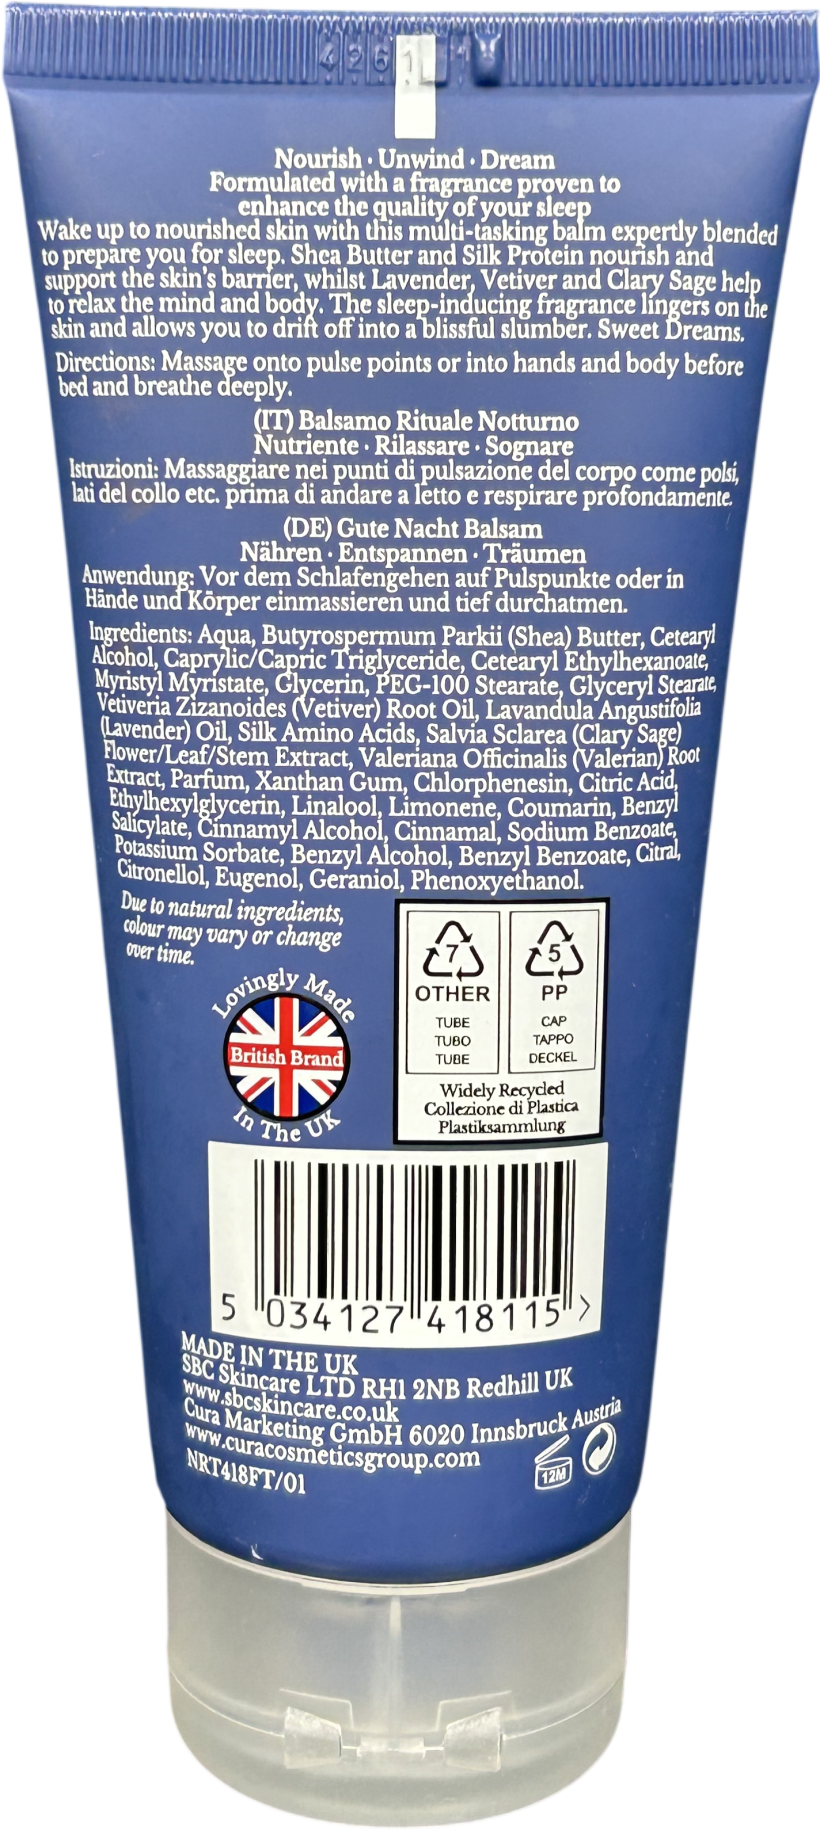 4261L 1
Nourish · Unwind · Dream
Formulated with a fragrance proven to
enhance the quality of your sleep
Wake up to nourished skin with this multi-tasking balm expertly blended
to prepare you for sleep. Shea Butter and Silk Protein nourish and
support the skin's barrier, whilst Lavender, Vetiver and Clary Sage help
to relax the mind and body. The sleep-inducing fragrance lingers on the
skin and allows you to drift off into a blissful slumber. Sweet Dreams.
Directions: Massage onto pulse points or into hands and body before
bed and breathe deeply.
(IT) Balsamo Rituale Notturno
Nutriente · Rilassare · Sognare
Istruzioni: Massaggiare nei punti di pulsazione del corpo come polsi,
lati del collo etc. prima di andare a letto e respirare profondamente.
(DE) Gute Nacht Balsam
Nähren · Entspannen · Träumen
Anwendung: Vor dem Schlafengehen auf Pulspunkte oder in
Hände und Körper einmassieren und tief durchatmen.
Ingredients: Aqua, Butyrospermum Parkii (Shea) Butter, Cetearyl
Alcohol, Caprylic/Capric Triglyceride, Cetearyl Ethylhexanoate,
Myristyl Myristate, Glycerin, PEG-100 Stearate, Glyceryl Stearate,
Vetiveria Zizanoides (Vetiver) Root Oil, Lavandula Angustifolia
(Lavender) Oil, Silk Amino Acids, Salvia Sclarea (Clary Sage)
Flower/Leaf/Stem Extract, Valeriana Officinalis (Valerian) Root
Extract, Parfum, Xanthan Gum, Chlorphenesin, Citric Acid,
Ethylhexylglycerin, Linalool, Limonene, Coumarin, Benzyl
Salicylate, Cinnamyl Alcohol, Cinnamal, Sodium Benzoate,
Potassium Sorbate, Benzyl Alcohol, Benzyl Benzoate, Citral,
Citronellol, Eugenol, Geraniol, Phenoxyethanol.
Due to natural ingredients,
colour may vary or change
over time.
Lovingly Made
British Brand
In The UK
7
OTHER
TUBE
TUBO
TUBE
5
PP
CAP
TAPPO
DECKEL
Widely Recycled
Collezione di Plastica
Plastiksammlung
5 034127 418115 >
MADE IN THE UK
SBC Skincare LTD RH1 2NB Redhill UK
www.sbcskincare.co.uk
Cura Marketing GmbH 6020 Innsbruck Austria
www.curacosmeticsgroup.com
NRT418FT/01
12M